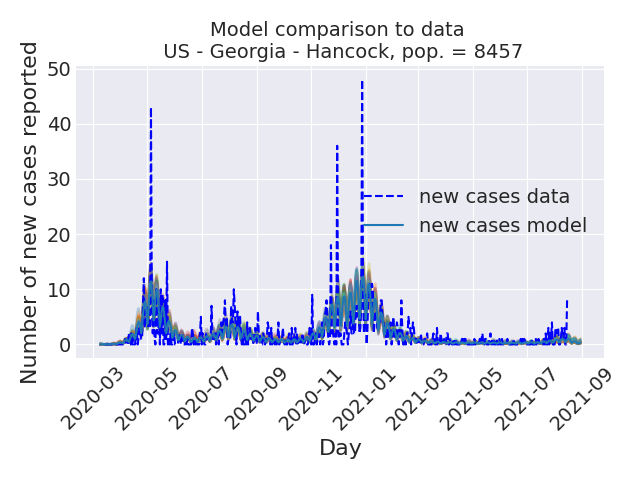 Model comparison to data
US - Georgia - Hancock, pop. = 8457
Number of new cases reported
50
40
30
20
10
0
new cases data
new cases model
2020-03
2020-05
2020-07
2020-09
2020-11
2021-01
2021-03
2021-05
2021-07
2021-09
Day